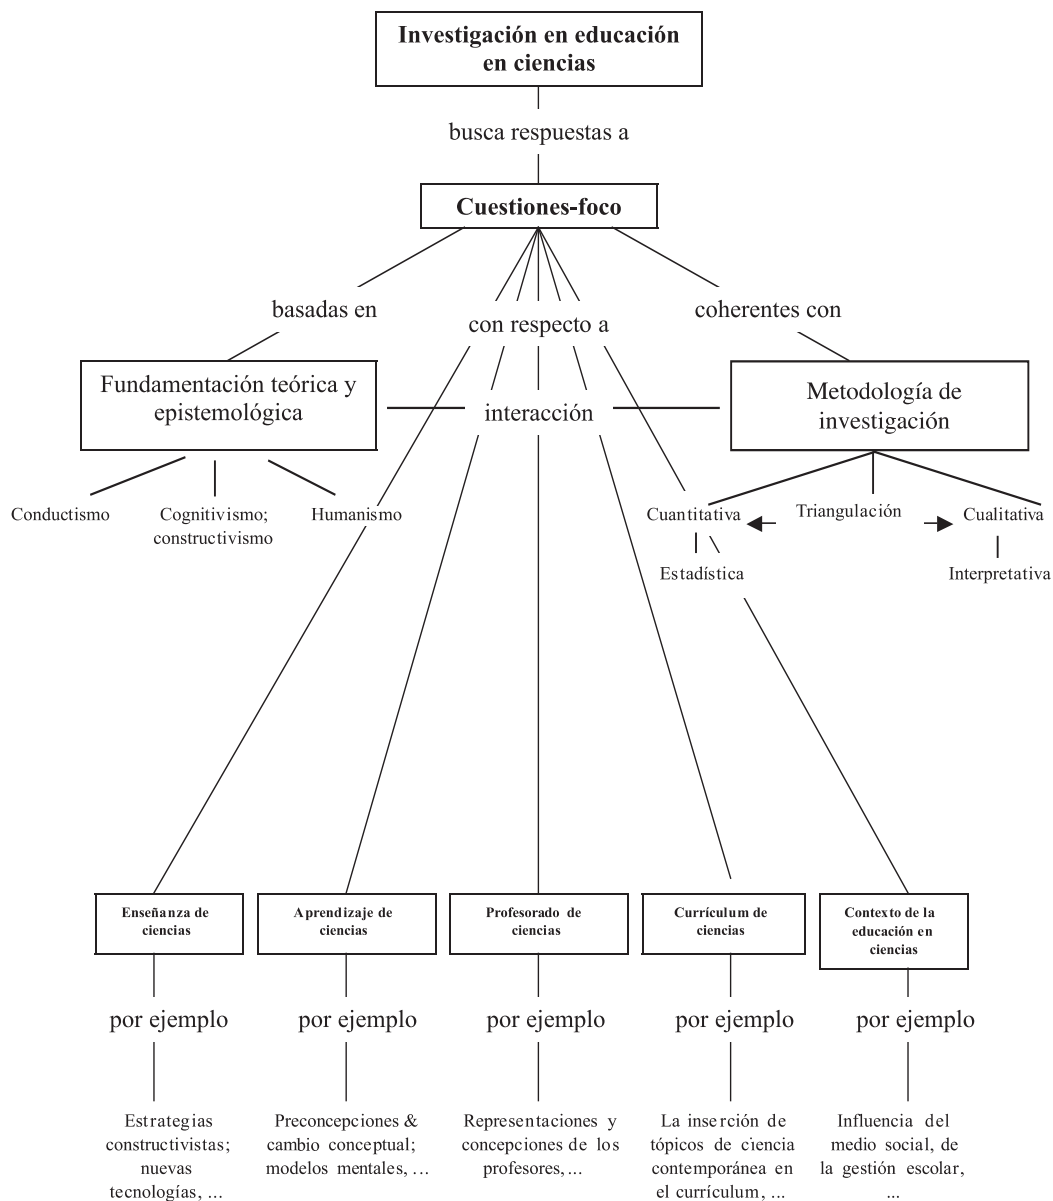 Investigación en educación
en ciencias
busca respuestas a
Cuestiones-foco
basadas en
con respecto a
coherentes con
Fundamentación teórica y
epistemológica
interacción
Metodología de
investigación
Conductismo
Cognitivismo;
constructivismo
Humanismo
Cuantitativa
Triangulación
Cualitativa
Estadística
Interpretativa
Enseñanza de
ciencias
Aprendizaje de
ciencias
Profesorado de
ciencias
Currículum de
ciencias
Contexto de la
educación en
ciencias
por ejemplo
por ejemplo
por ejemplo
por ejemplo
por ejemplo
Estrategias
constructivistas;
nuevas
tecnologías, ...
Preconcepciones &
cambio conceptual;
modelos mentales, ...
Representaciones y
concepciones de los
profesores, ...
La inserción de
tópicos de ciencia
contemporánea en
el currículum, ...
Influencia del
medio social, de
la gestión escolar,
...